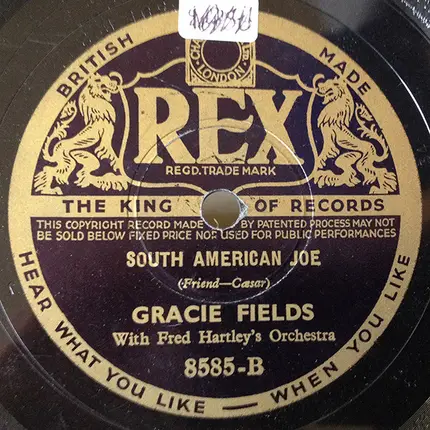 BRITISH MADE
LONDON
REX
REGD. TRADE MARK
THE KING OF RECORDS
THIS COPYRIGHT RECORD MADE BY PATENTED PROCESS MAY NOT
BE SOLD BELOW FIXED PRICE NOR USED FOR PUBLIC PERFORMANCES
SOUTH AMERICAN JOE
(Friend—Cæsar)
GRACIE FIELDS
With Fred Hartley's Orchestra
8585-B
HEAR WHAT YOU LIKE — WHEN YOU LIKE